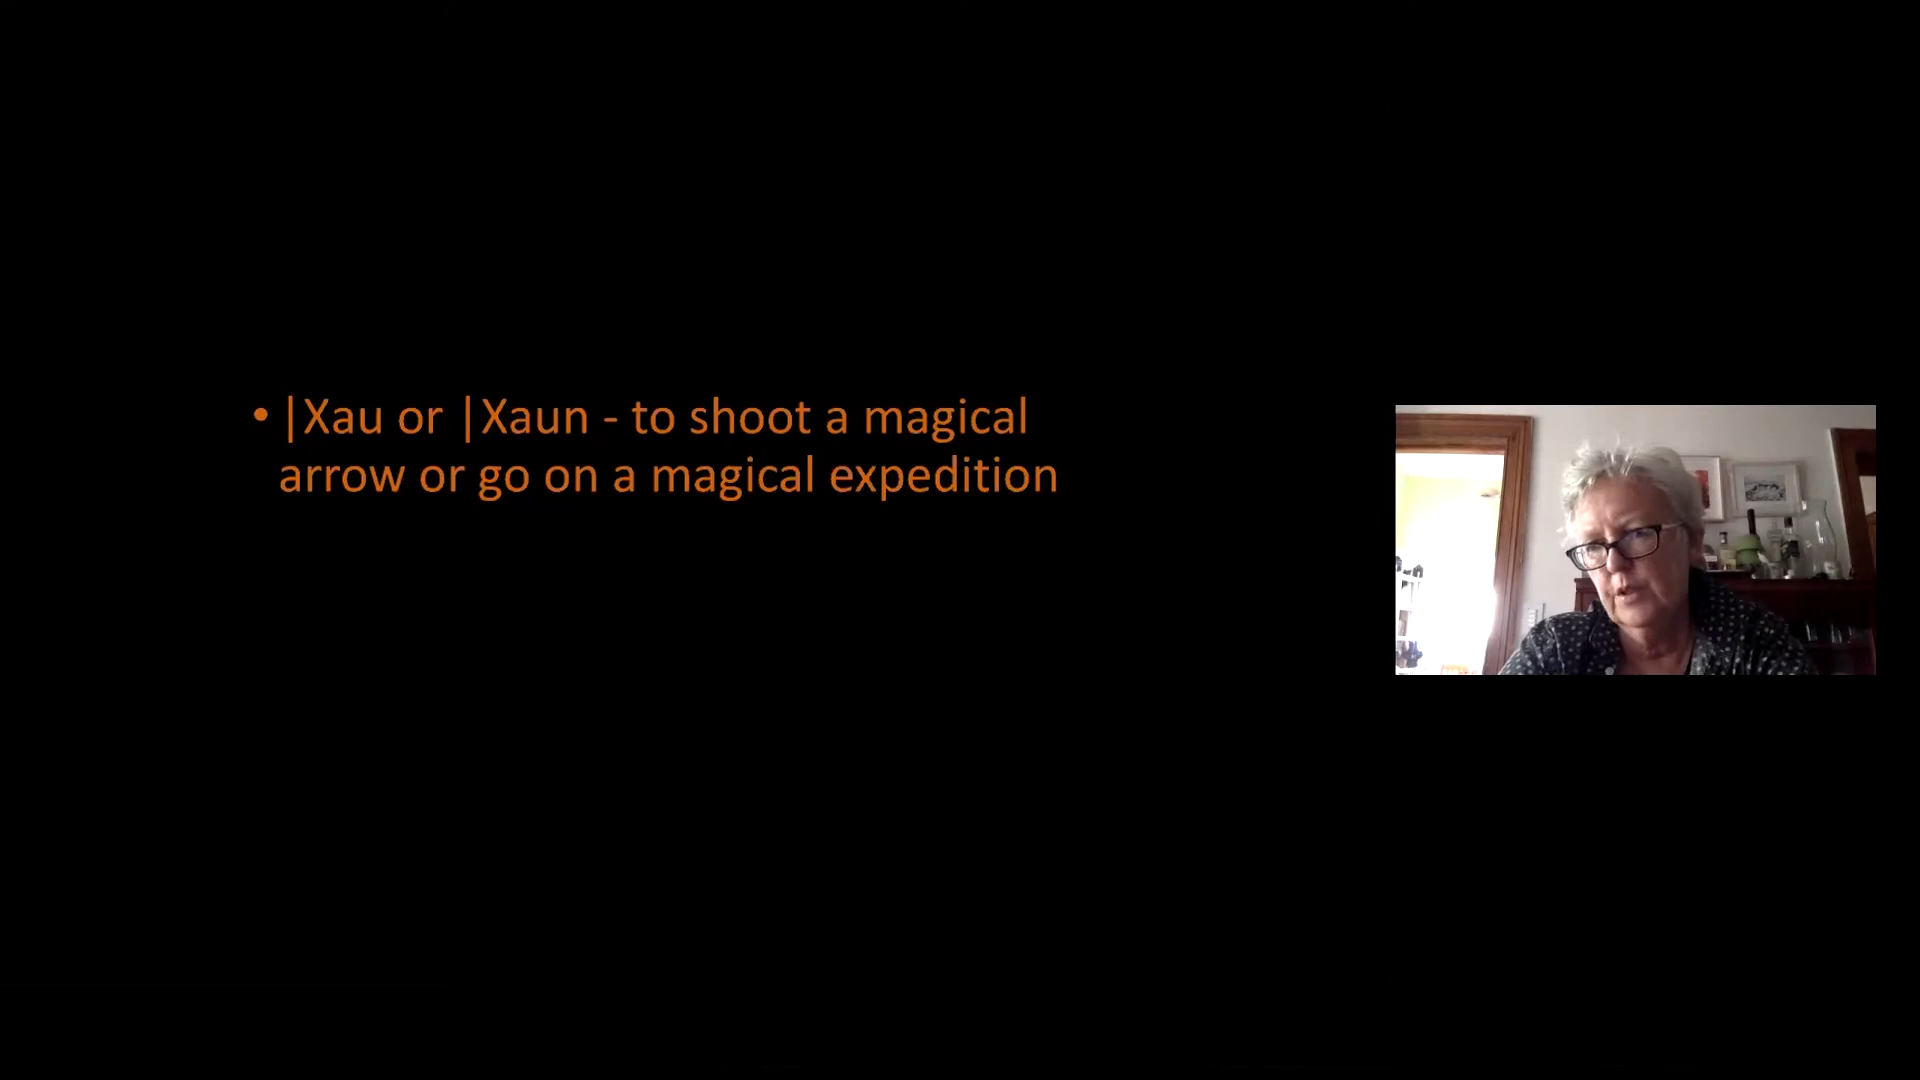 • |Xau or |Xaun - to shoot a magical
arrow or go on a magical expedition